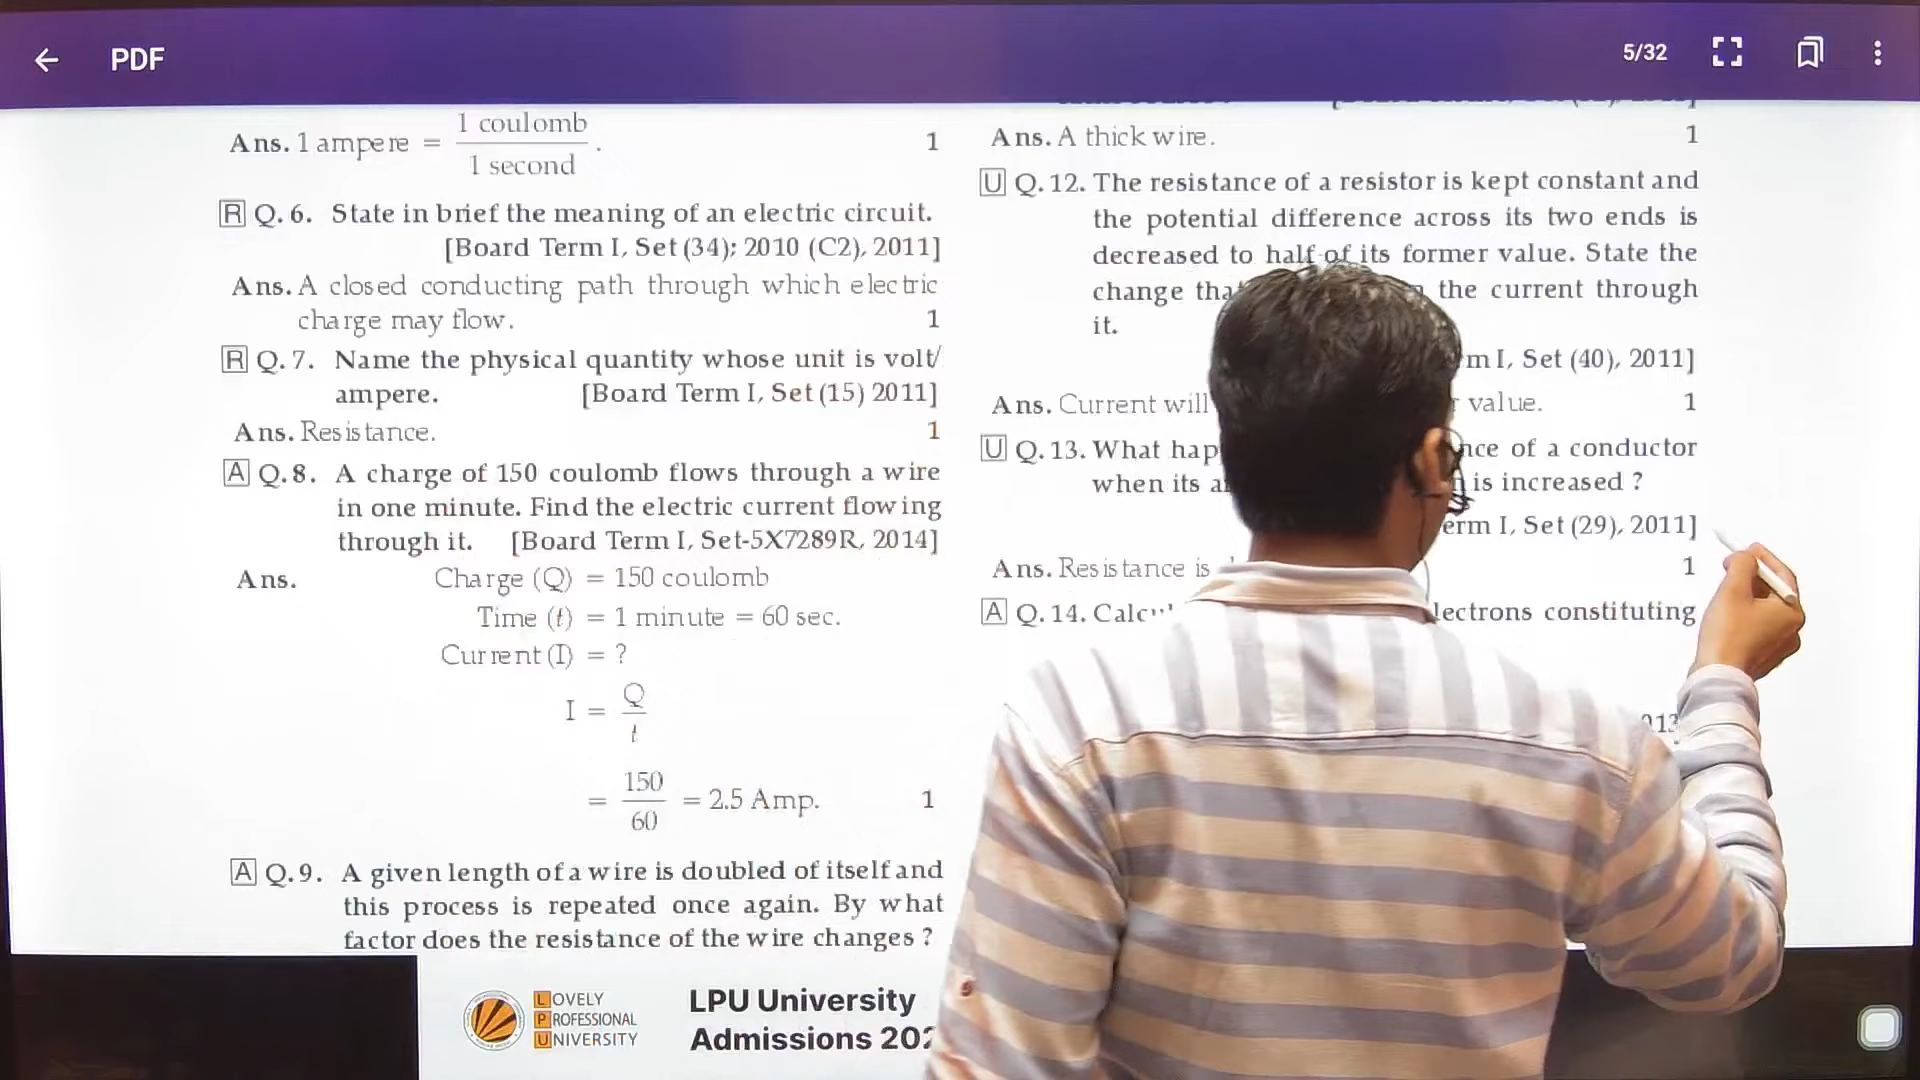 PDF
5/32
Ans. 1 ampere = 1 coulomb / 1 second . 1
R Q. 6. State in brief the meaning of an electric circuit.
[Board Term I, Set (34); 2010 (C2), 2011]
Ans. A closed conducting path through which electric
charge may flow. 1
R Q. 7. Name the physical quantity whose unit is volt/
ampere. [Board Term I, Set (15) 2011]
Ans. Resistance. 1
A Q.8. A charge of 150 coulomb flows through a wire
in one minute. Find the electric current flowing
through it. [Board Term I, Set-5X7289R, 2014]
Ans. Charge (Q) = 150 coulomb
Time (t) = 1 minute = 60 sec.
Current (I) = ?
I = Q / t
= 150 / 60 = 2.5 Amp. 1
A Q.9. A given length of a wire is doubled of itself and
this process is repeated once again. By what
factor does the resistance of the wire changes ?
Ans. A thick wire. 1
U Q. 12. The resistance of a resistor is kept constant and
the potential difference across its two ends is
decreased to half of its former value. State the
change the current through
it.
I, Set (40), 2011]
Ans. Current will value. 1
U Q. 13. What of a conductor
when its is increased ?
I, Set (29), 2011]
Ans. Resistance is 1
A Q. 14. constituting
LOVELY
PROFESSIONAL
UNIVERSITY
LPU University
Admissions